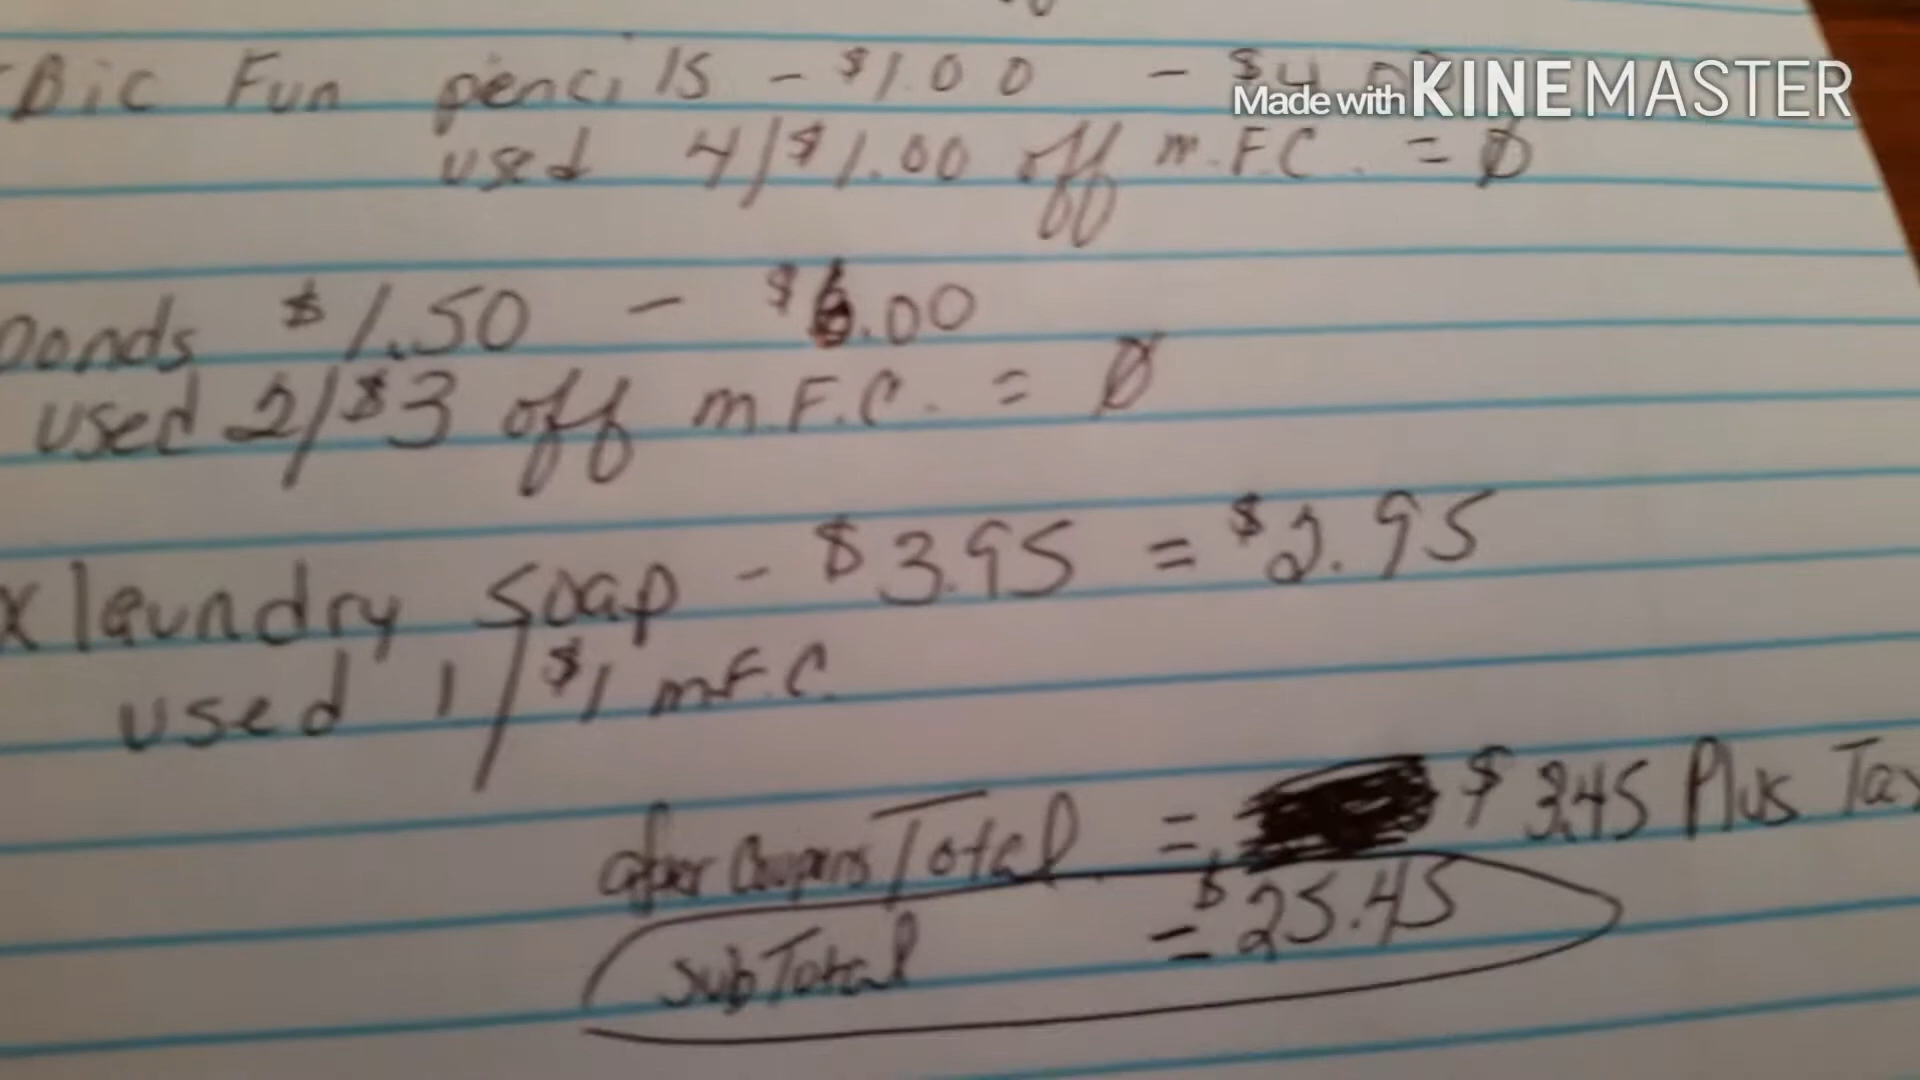 Bic Fun pencils - $1.00 - $4.00
Made with KINEMASTER
used 4/$1.00 off m.F.C. = Ø
ponds $1.50 - $6.00
used 2/$3 off m.F.C. = Ø
x laundry soap - $3.95 = $2.95
used 1/$1 mF.C.
after Coupons Total = $3.45 Plus Tax
subTotal = $25.45